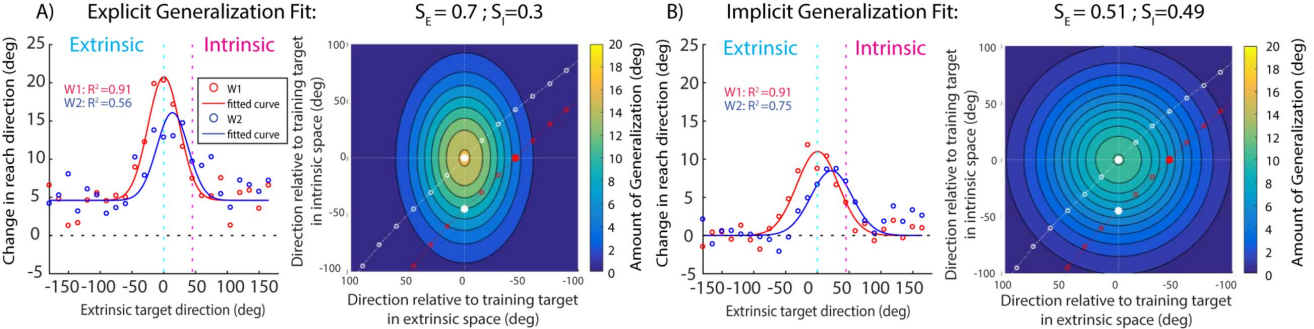 A) Explicit Generalization Fit: S_E = 0.7 ; S_I=0.3
Extrinsic Intrinsic
W1: R²=0.91
W2: R²=0.56
W1
fitted curve
W2
fitted curve
Change in reach direction (deg)
25
20
15
10
5
0
-5
-150 -100 -50 0 50 100 150
Extrinsic target direction (deg)
Direction relative to training target
in intrinsic space (deg)
100
50
0
-50
-100
100 50 0 -50 -100
Direction relative to training target
in extrinsic space (deg)
20
18
16
14
12
10
8
6
4
2
0
Amount of Generalization (deg)
B) Implicit Generalization Fit: S_E = 0.51 ; S_I=0.49
Extrinsic Intrinsic
W1: R²=0.91
W2: R²=0.75
Change in reach direction (deg)
25
20
15
10
5
0
-5
-150 -100 -50 0 50 100 150
Extrinsic target direction (deg)
Direction relative to training target
in intrinsic space (deg)
100
50
0
-50
-100
100 50 0 -50 -100
Direction relative to training target
in extrinsic space (deg)
20
18
16
14
12
10
8
6
4
2
0
Amount of Generalization (deg)